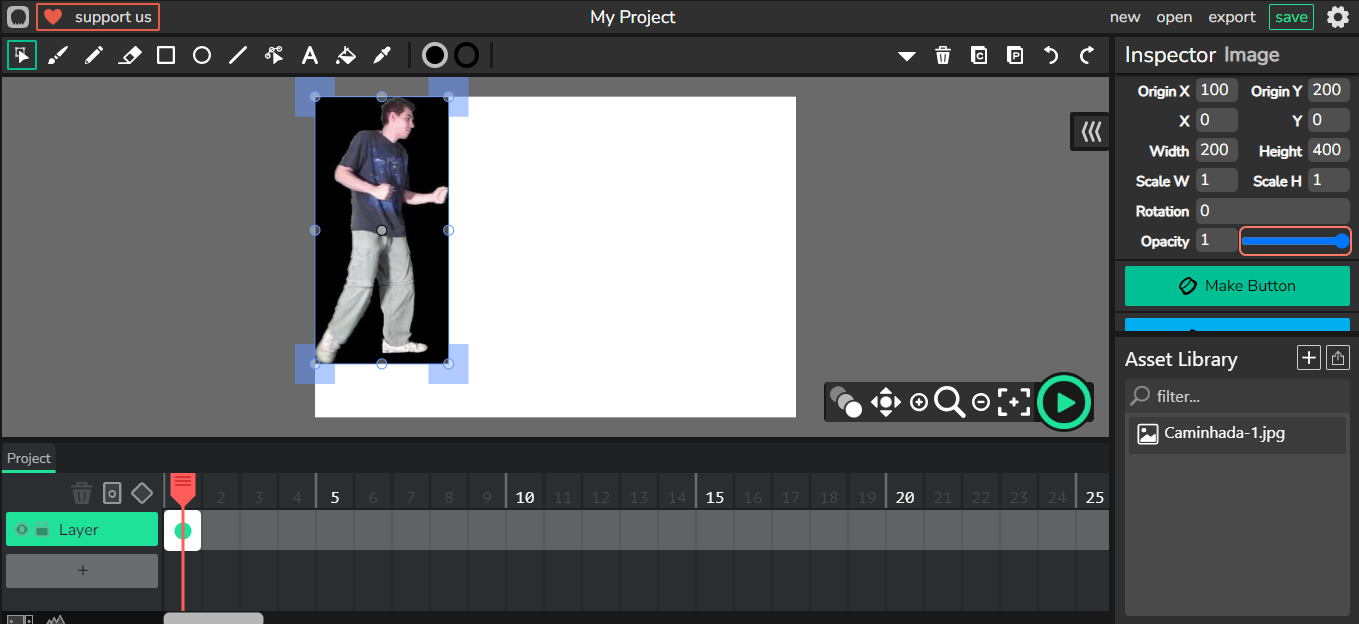 support us
My Project
new open export save
Inspector Image
Origin X 100 Origin Y 200
X 0 Y 0
Width 200 Height 400
Scale W 1 Scale H 1
Rotation 0
Opacity 1
Make Button
Asset Library
filter...
Caminhada-1.jpg
Project
2 3 4 5 6 7 8 9 10 11 12 13 14 15 16 17 18 19 20 21 22 23 24 25
Layer
+